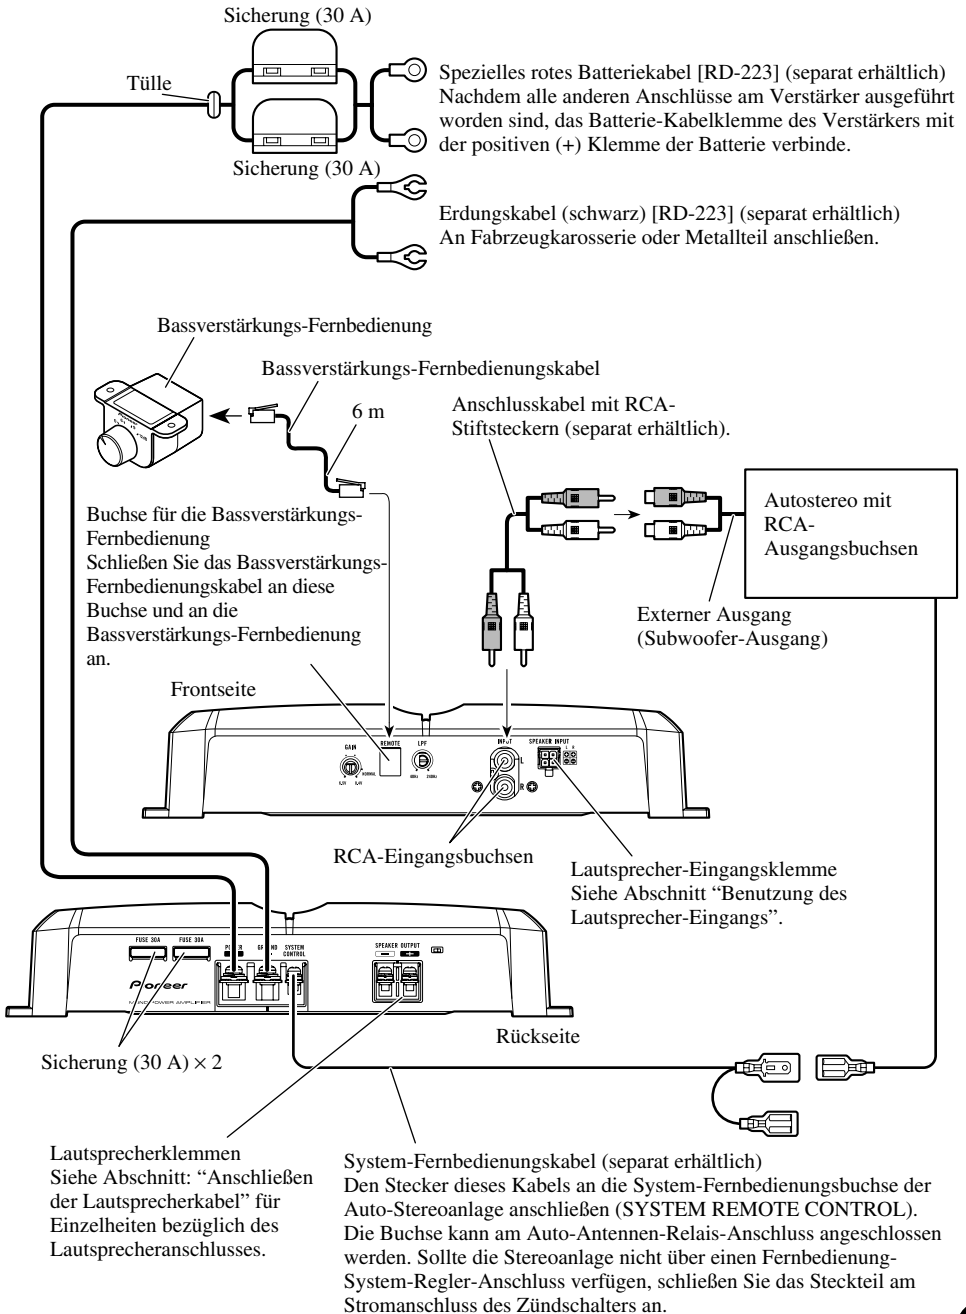 Sicherung (30 A)
Tülle
Spezielles rotes Batteriekabel [RD-223] (separat erhältlich)
Nachdem alle anderen Anschlüsse am Verstärker ausgeführt
worden sind, das Batterie-Kabelklemme des Verstärkers mit
der positiven (+) Klemme der Batterie verbinde.
Sicherung (30 A)
Erdungskabel (schwarz) [RD-223] (separat erhältlich)
An Fabrzeugkarosserie oder Metallteil anschließen.
Bassverstärkungs-Fernbedienung
Bassverstärkungs-Fernbedienungskabel
6 m
Anschlusskabel mit RCA-
Stiftsteckern (separat erhältlich).
Autostereo mit
RCA-
Ausgangsbuchsen
Buchse für die Bassverstärkungs-
Fernbedienung
Schließen Sie das Bassverstärkungs-
Fernbedienungskabel an diese
Buchse und an die
Bassverstärkungs-Fernbedienung
an.
Externer Ausgang
(Subwoofer-Ausgang)
Frontseite
GAIN
REMOTE
LPF
INPUT
SPEAKER INPUT
L R
NORMAL
L
R
RCA-Eingangsbuchsen
Lautsprecher-Eingangsklemme
Siehe Abschnitt “Benutzung des
Lautsprecher-Eingangs”.
FUSE 30A FUSE 30A
POWER GROUND SYSTEM
CONTROL
SPEAKER OUTPUT
Pioneer
MONO POWER AMPLIFIER
Rückseite
Sicherung (30 A) × 2
Lautsprecherklemmen
Siehe Abschnitt: “Anschließen
der Lautsprecherkabel” für
Einzelheiten bezüglich des
Lautsprecheranschlusses.
System-Fernbedienungskabel (separat erhältlich)
Den Stecker dieses Kabels an die System-Fernbedienungsbuchse der
Auto-Stereoanlage anschließen (SYSTEM REMOTE CONTROL).
Die Buchse kann am Auto-Antennen-Relais-Anschluss angeschlossen
werden. Sollte die Stereoanlage nicht über einen Fernbedienung-
System-Regler-Anschluss verfügen, schließen Sie das Steckteil am
Stromanschluss des Zündschalters an.